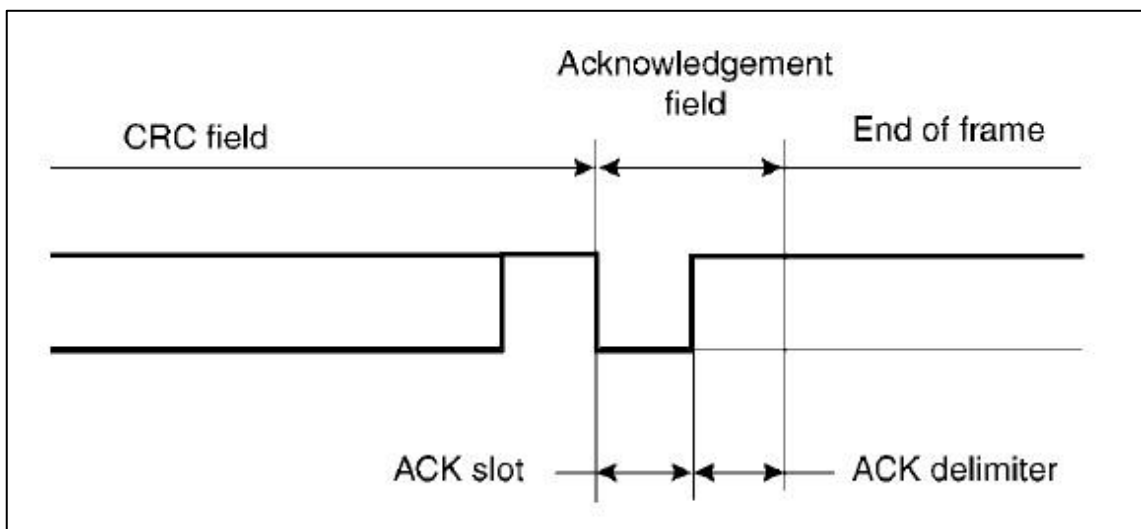 Acknowledgement
field
CRC field
End of frame
ACK slot
ACK delimiter